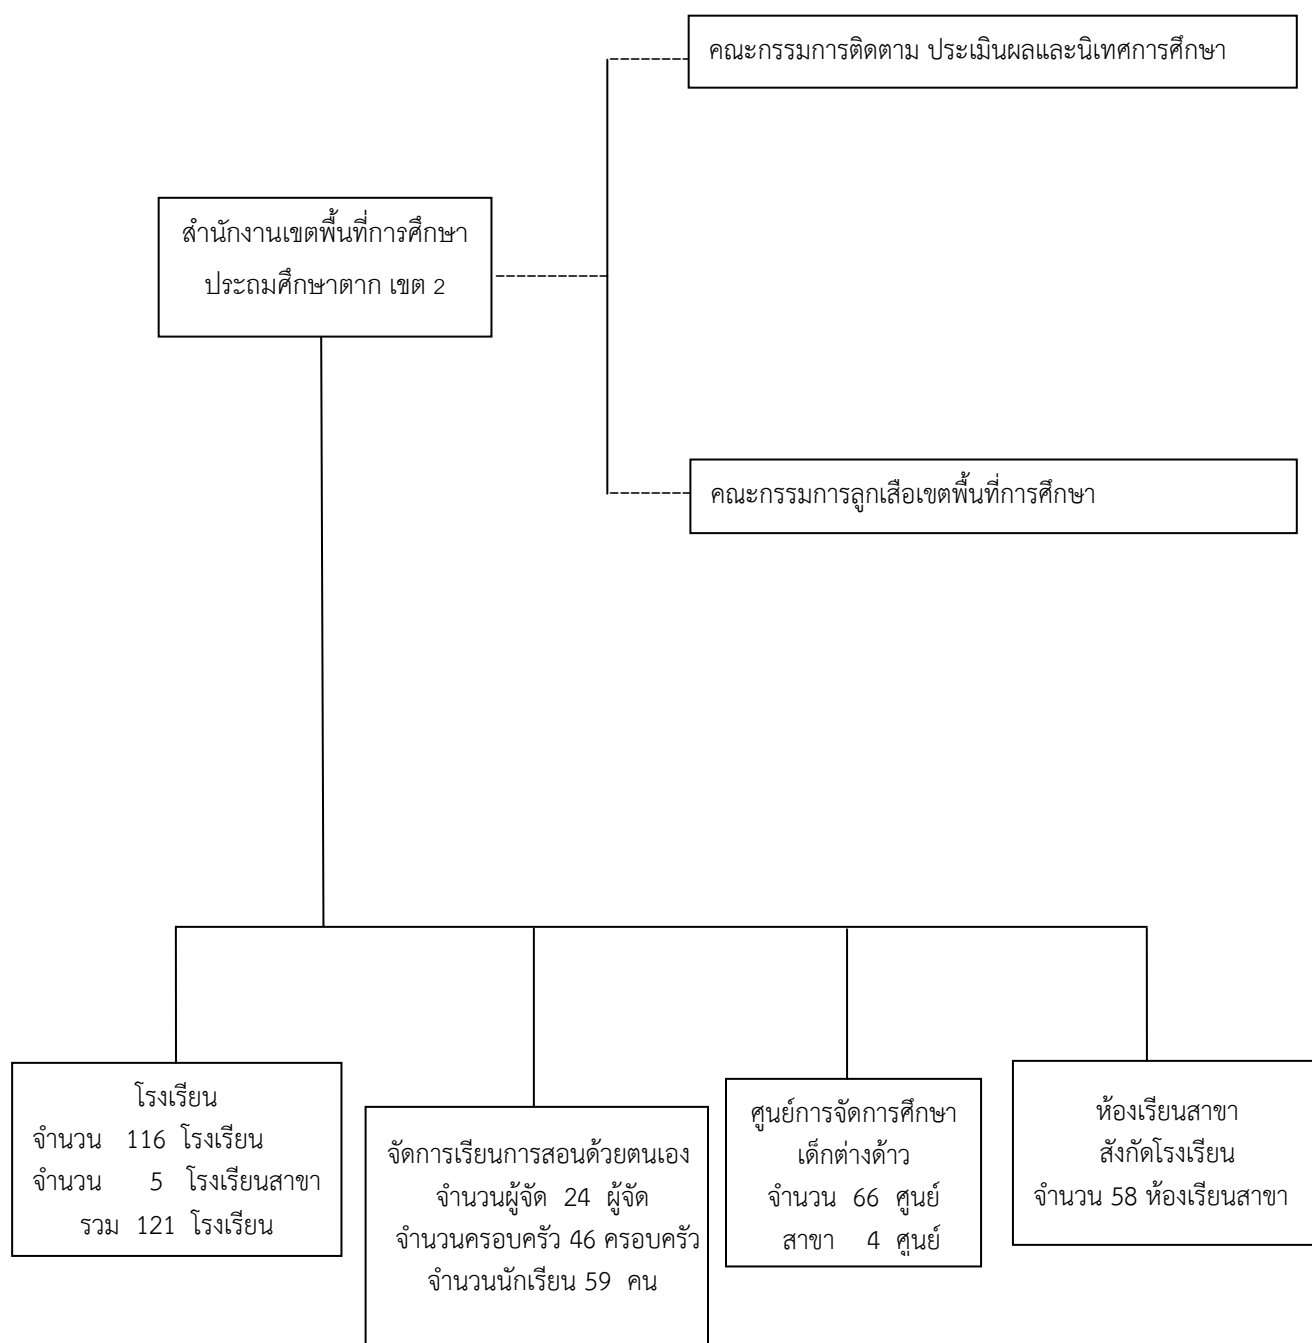 คณะกรรมการติดตาม ประเมินผลและนิเทศการศึกษา
สำนักงานเขตพื้นที่การศึกษา
ประถมศึกษาตาก เขต 2
คณะกรรมการลูกเสือเขตพื้นที่การศึกษา
โรงเรียน
จำนวน 116 โรงเรียน
จำนวน 5 โรงเรียนสาขา
รวม 121 โรงเรียน
จัดการเรียนการสอนด้วยตนเอง
จำนวนผู้จัด 24 ผู้จัด
จำนวนครอบครัว 46 ครอบครัว
จำนวนนักเรียน 59 คน
ศูนย์การจัดการศึกษา
เด็กต่างด้าว
จำนวน 66 ศูนย์
สาขา 4 ศูนย์
ห้องเรียนสาขา
สังกัดโรงเรียน
จำนวน 58 ห้องเรียนสาขา